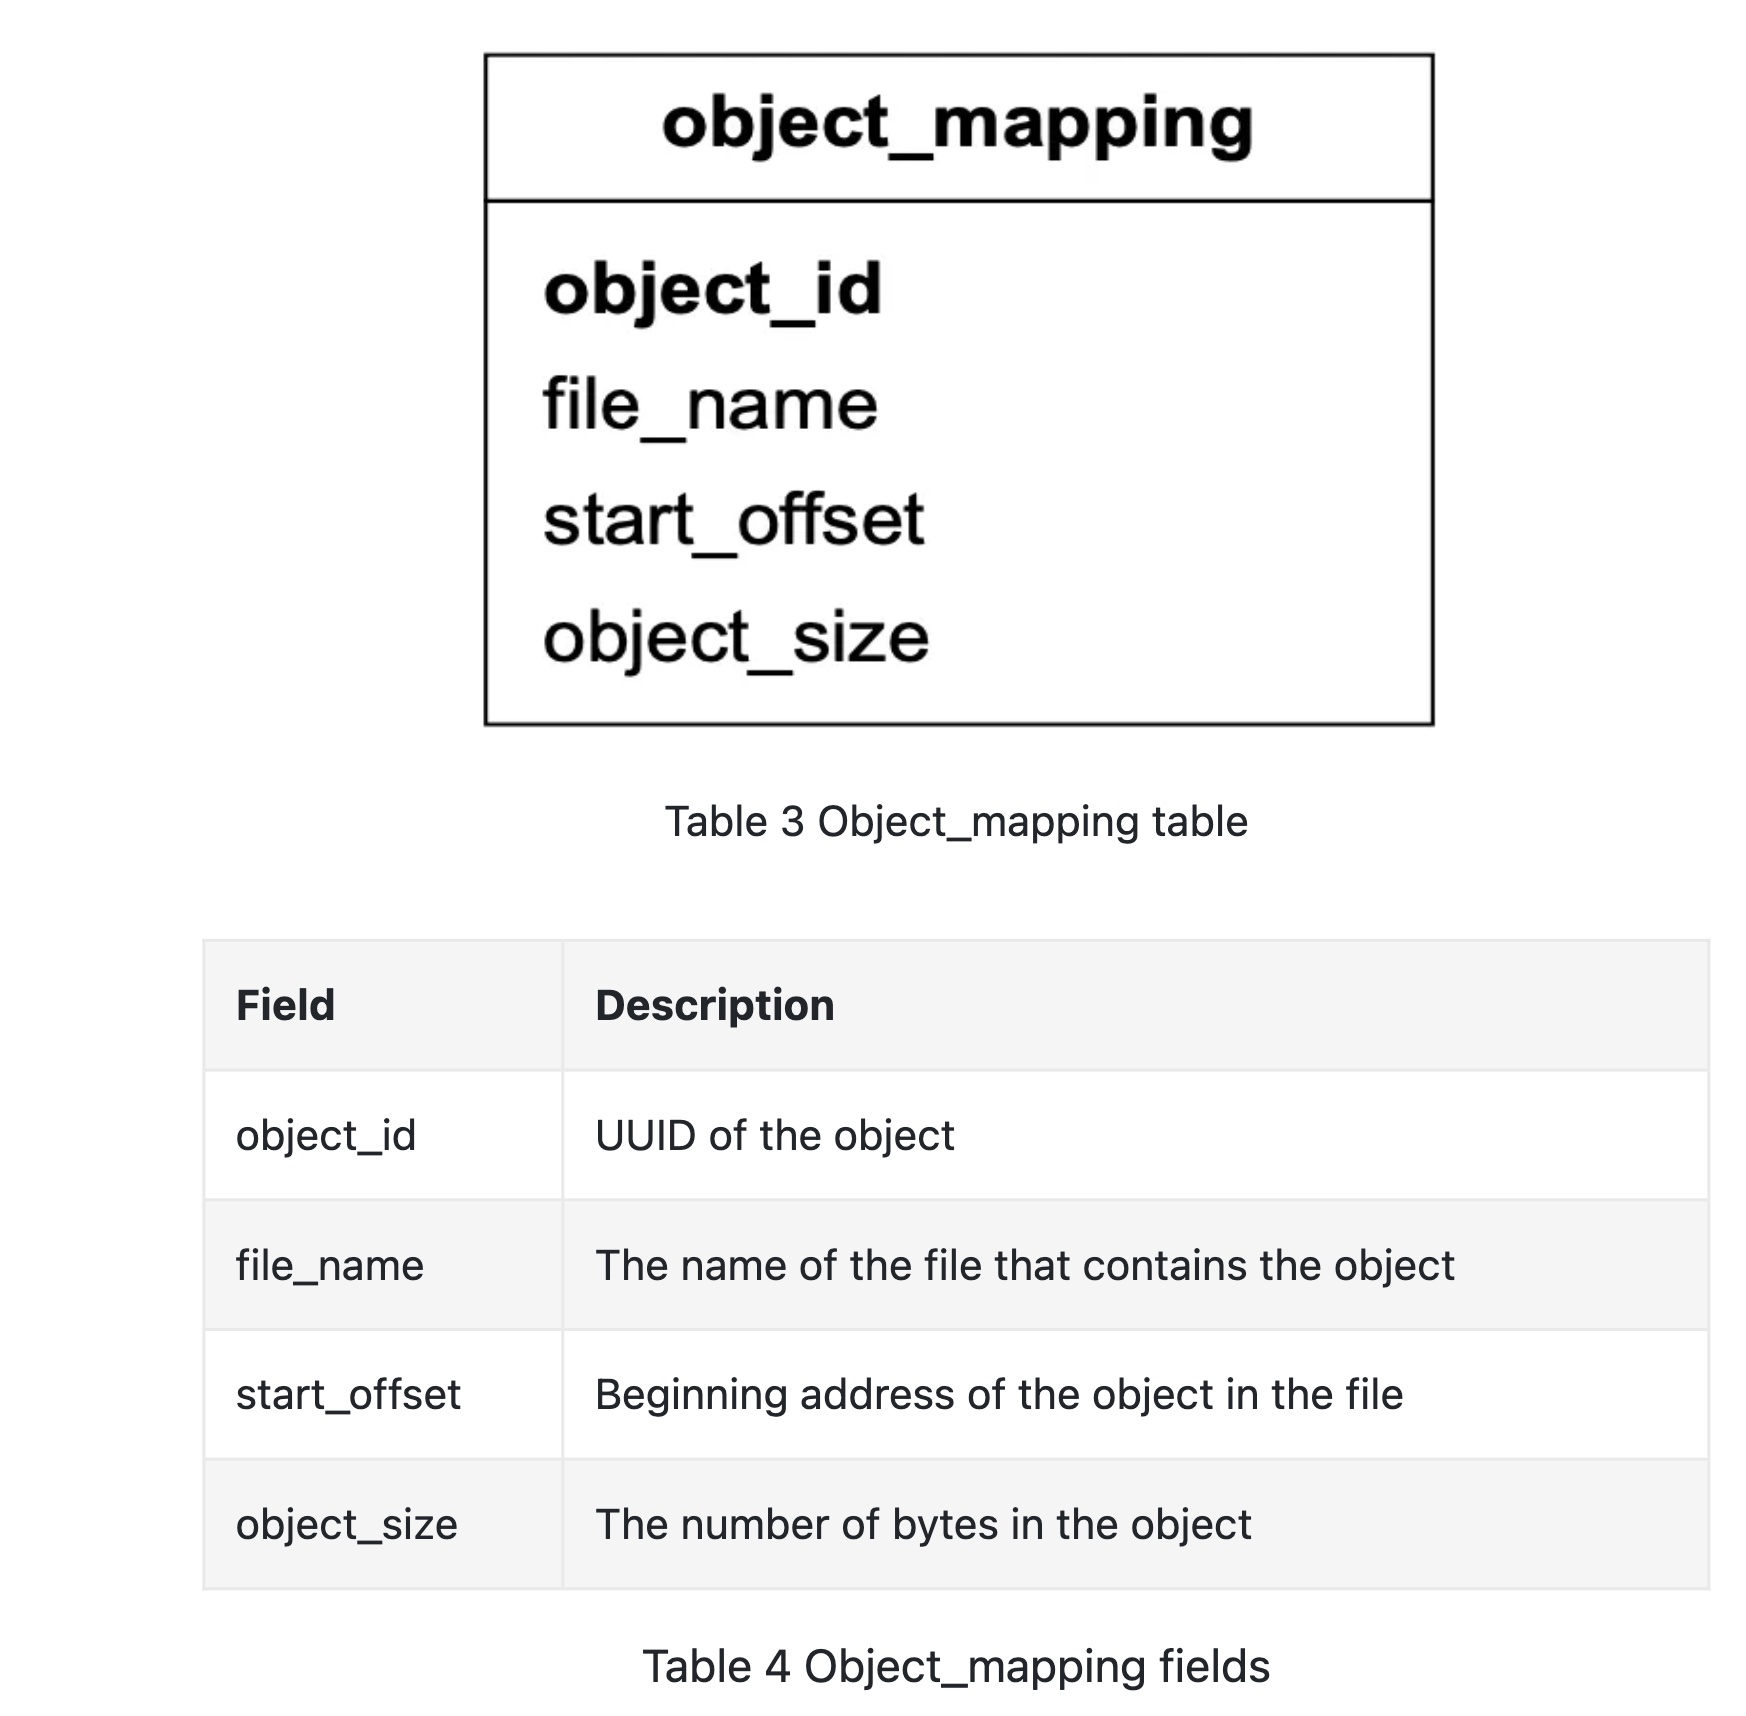 object_mapping
object_id
file_name
start_offset
object_size
Table 3 Object_mapping table
Field Description
object_id UUID of the object
file_name The name of the file that contains the object
start_offset Beginning address of the object in the file
object_size The number of bytes in the object
Table 4 Object_mapping fields